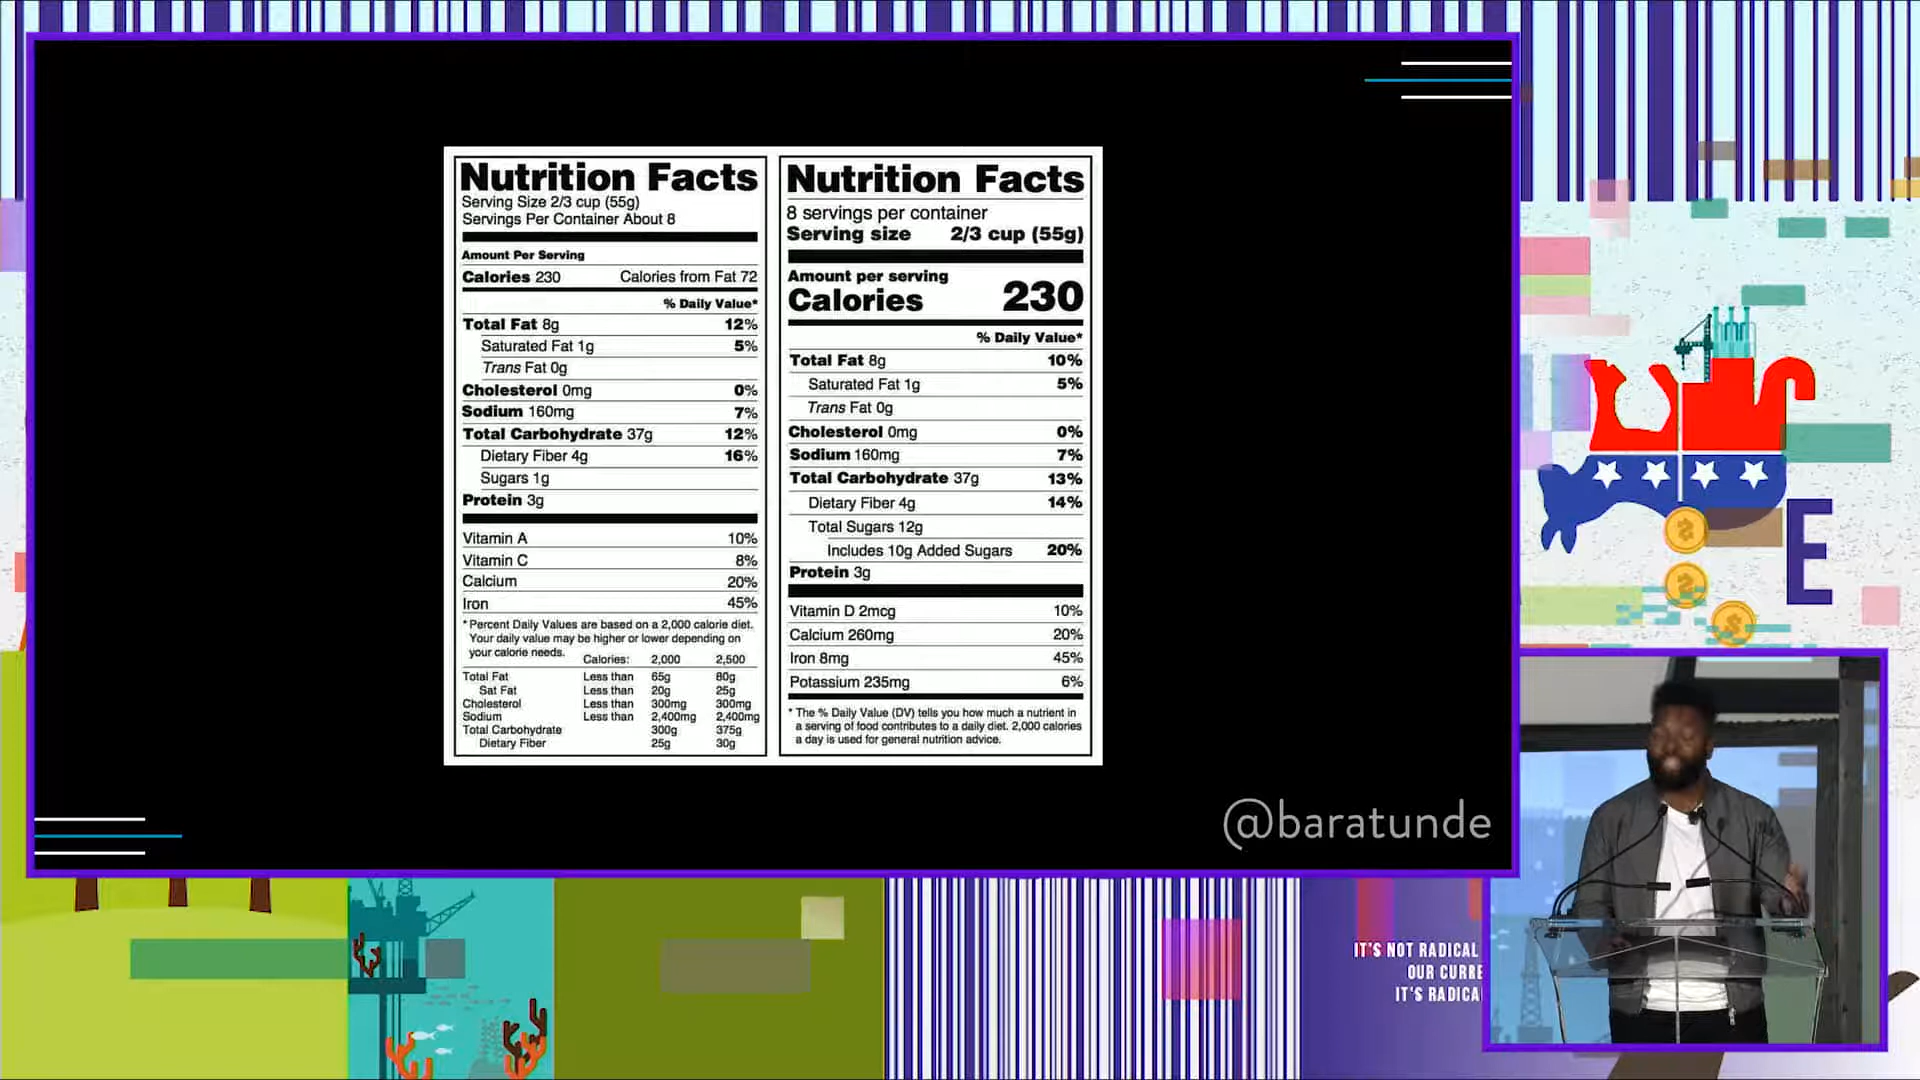 Nutrition Facts
Serving Size 2/3 cup (55g)
Servings Per Container About 8
Amount Per Serving
Calories 230 Calories from Fat 72
% Daily Value*
Total Fat 8g 12%
Saturated Fat 1g 5%
Trans Fat 0g
Cholesterol 0mg 0%
Sodium 160mg 7%
Total Carbohydrate 37g 12%
Dietary Fiber 4g 16%
Sugars 1g
Protein 3g
Vitamin A 10%
Vitamin C 8%
Calcium 20%
Iron 45%
* Percent Daily Values are based on a 2,000 calorie diet.
Your daily value may be higher or lower depending on
your calorie needs.
Calories: 2,000 2,500
Total Fat Less than 65g 80g
Sat Fat Less than 20g 25g
Cholesterol Less than 300mg 300mg
Sodium Less than 2,400mg 2,400mg
Total Carbohydrate 300g 375g
Dietary Fiber 25g 30g
Nutrition Facts
8 servings per container
Serving size 2/3 cup (55g)
Amount per serving
Calories 230
% Daily Value*
Total Fat 8g 10%
Saturated Fat 1g 5%
Trans Fat 0g
Cholesterol 0mg 0%
Sodium 160mg 7%
Total Carbohydrate 37g 13%
Dietary Fiber 4g 14%
Total Sugars 12g
Includes 10g Added Sugars 20%
Protein 3g
Vitamin D 2mcg 10%
Calcium 260mg 20%
Iron 8mg 45%
Potassium 235mg 6%
* The % Daily Value (DV) tells you how much a nutrient in
a serving of food contributes to a daily diet. 2,000 calories
a day is used for general nutrition advice.
@baratunde
E
IT'S NOT RADICAL
OUR CURRE
IT'S RADICA